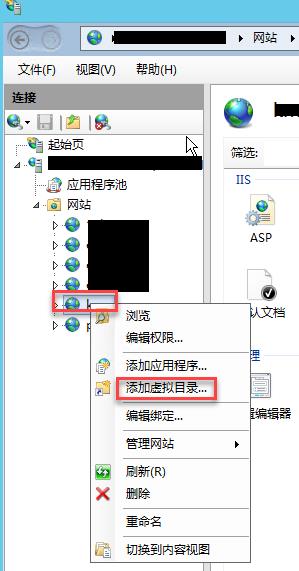 网站
文件(F)
视图(V)
帮助(H)
连接
起始页
应用程序池
网站
筛选:
IIS
ASP
认文档
理
置编辑器
浏览
编辑权限...
添加应用程序...
添加虚拟目录...
编辑绑定...
管理网站
刷新(R)
删除
重命名
切换到内容视图